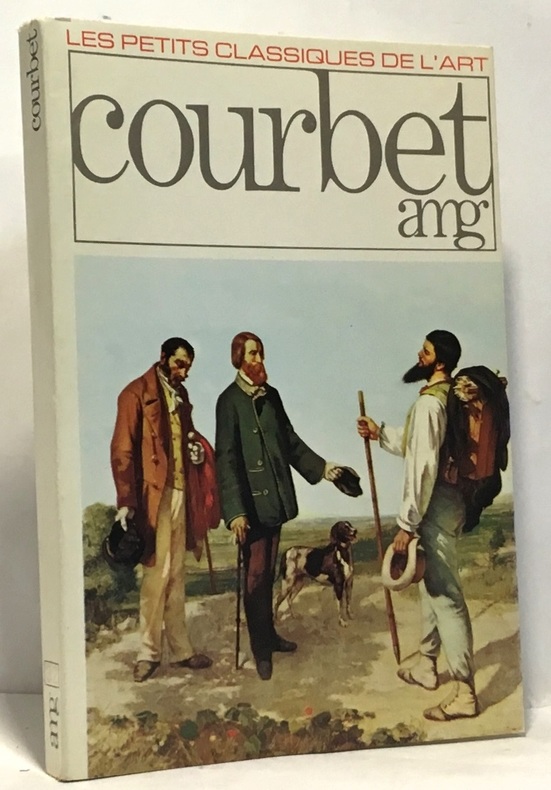 LES PETITS CLASSIQUES DE L'ART
courbet
amg
courbet
amg